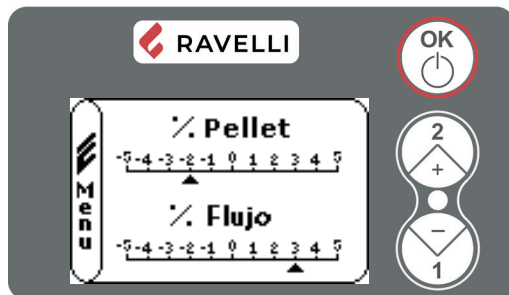 RAVELLI
OK
Menu
% Pellet
-5 -4 -3 -2 -1 0 1 2 3 4 5
% Flujo
-5 -4 -3 -2 -1 0 1 2 3 4 5
2
+
−
1